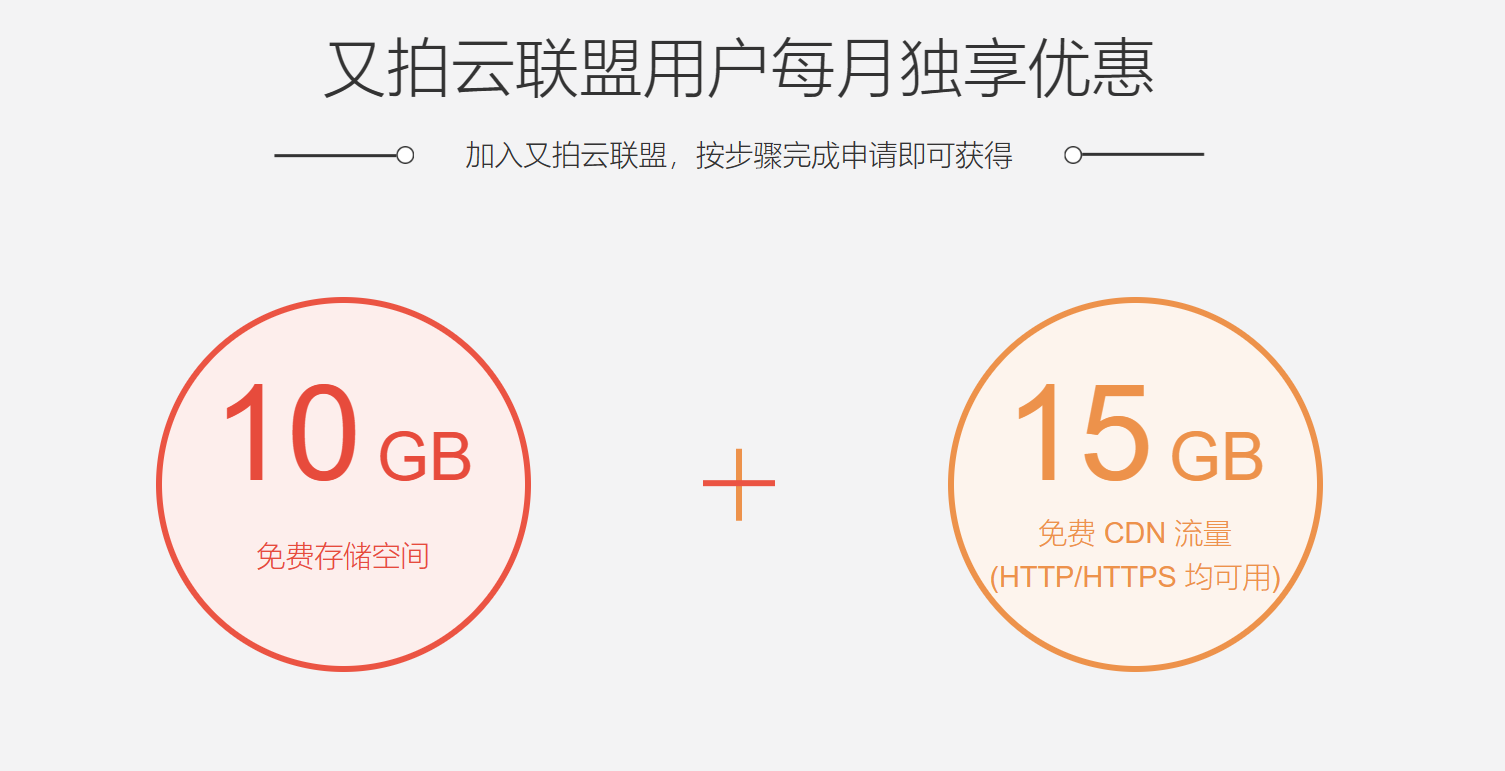 又拍云联盟用户每月独享优惠
加入又拍云联盟，按步骤完成申请即可获得
10 GB
免费存储空间
15 GB
免费 CDN 流量
(HTTP/HTTPS 均可用)